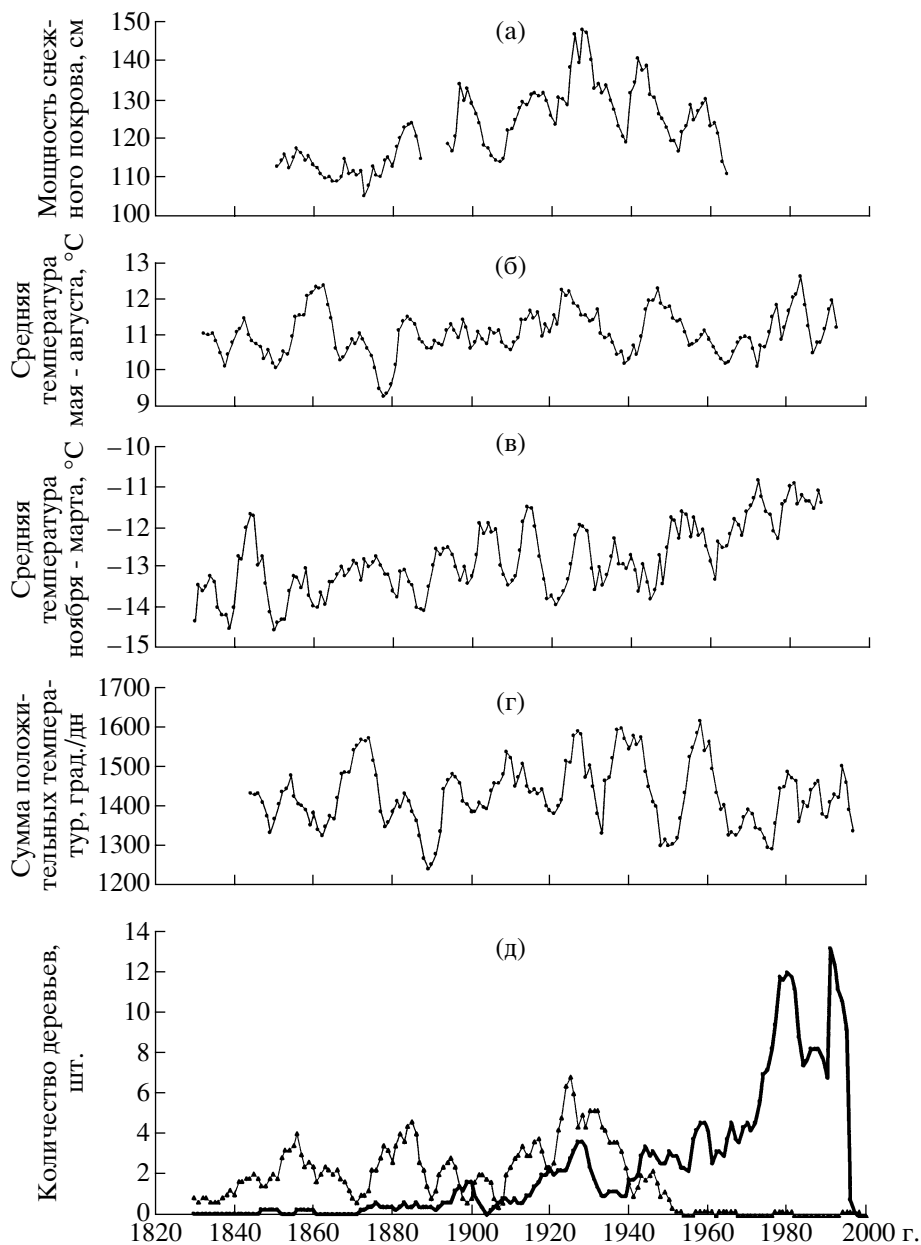 (а)
Мощность снеж-
ного покрова, см
150
140
130
120
110
100
(б)
Средняя
температура
мая - августа, °С
13
12
11
10
9
(в)
Средняя
температура
ноября - марта, °С
–10
–11
–12
–13
–14
–15
(г)
Сумма положи-
тельных темпера-
тур, град./дн
1700
1600
1500
1400
1300
1200
(д)
Количество деревьев,
шт.
14
12
10
8
6
4
2
0
1820 1840 1860 1880 1900 1920 1940 1960 1980 2000 г.